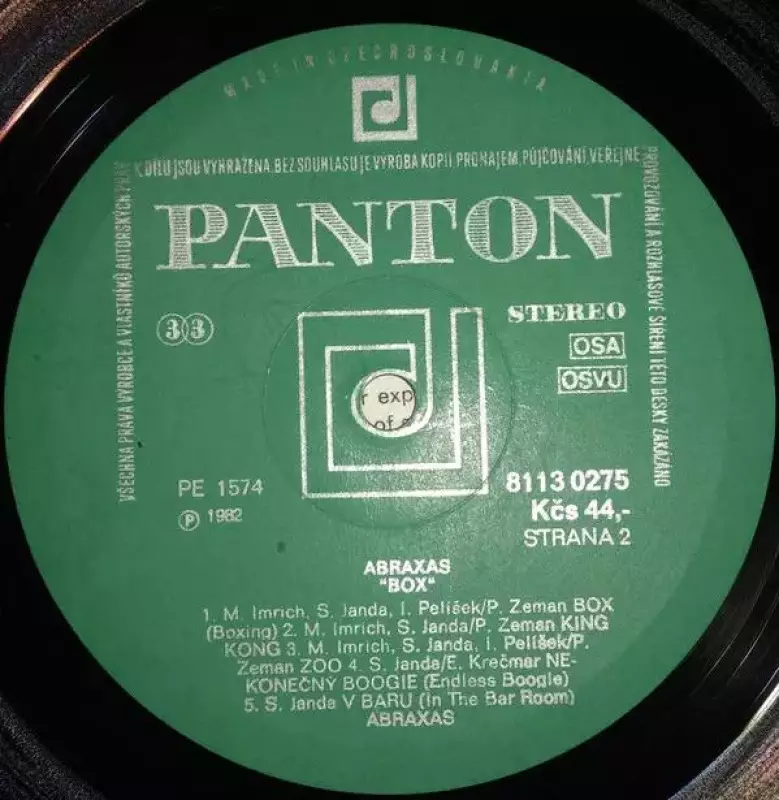 MADE IN CZECHOSLOVAKIA
VŠECHNA PRÁVA VÝROBCE A VLASTNÍKŮ AUTORSKÝCH PRÁV
K DÍLU JSOU VYHRAŽENA. BEZ SOUHLASU JE VÝROBA KOPIÍ, PRONÁJEM, PŮJČOVÁNÍ, VEŘEJNÉ
PROVOZOVÁNÍ A ROZHLASOVÉ ŠÍŘENÍ TÉTO DESKY ZAKÁZÁNO
PANTON
33
STEREO
OSA
OSVU
r exp
of
PE 1574
Ⓟ 1982
8113 0275
Kčs 44,-
STRANA 2
ABRAXAS
"BOX"
1. M. Imrich, S. Janda, I. Pelíšek/P. Zeman BOX
(Boxing) 2. M. Imrich, S. Janda/P. Zeman KING
KONG 3. M. Imrich, S. Janda, I. Pelíšek/P.
Zeman ZOO 4. S. Janda/E. Krečmar NE-
KONEČNÝ BOOGIE (Endless Boogie)
5. S. Janda V BARU (In The Bar Room)
ABRAXAS